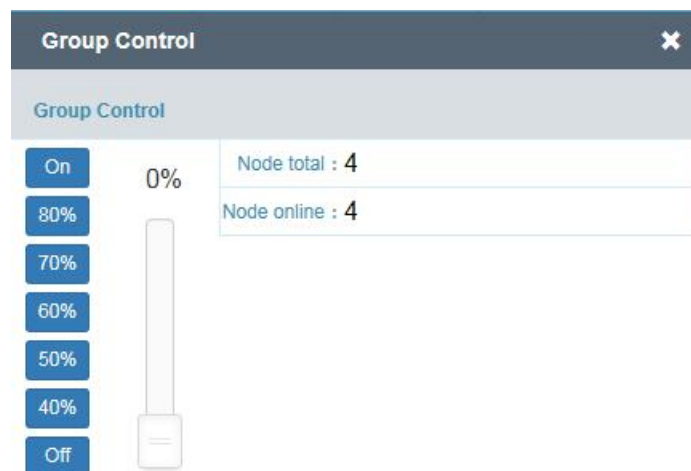 Group Control
Group Control
On
0%
Node total : 4
80%
Node online : 4
70%
60%
50%
40%
Off